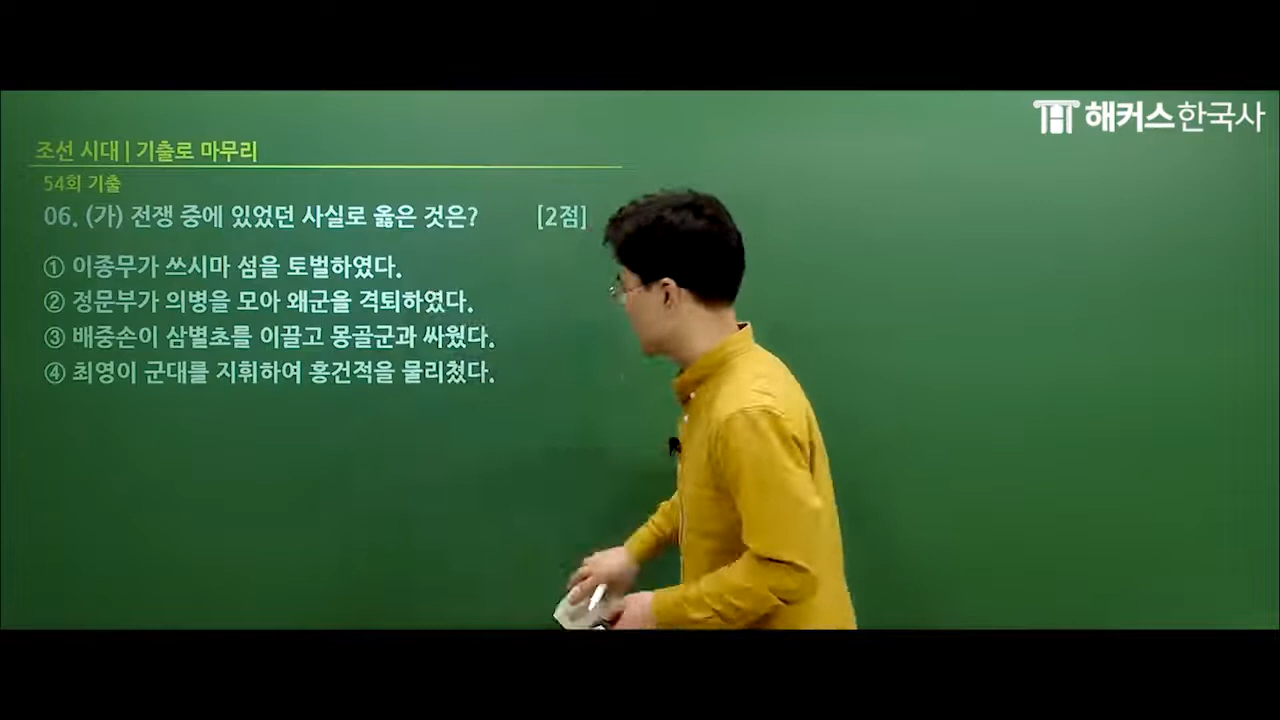 해커스한국사
조선 시대 | 기출로 마무리
54회 기출
06. (가) 전쟁 중에 있었던 사실로 옳은 것은? [2점]
① 이종무가 쓰시마 섬을 토벌하였다.
② 정문부가 의병을 모아 왜군을 격퇴하였다.
③ 배중손이 삼별초를 이끌고 몽골군과 싸웠다.
④ 최영이 군대를 지휘하여 홍건적을 물리쳤다.